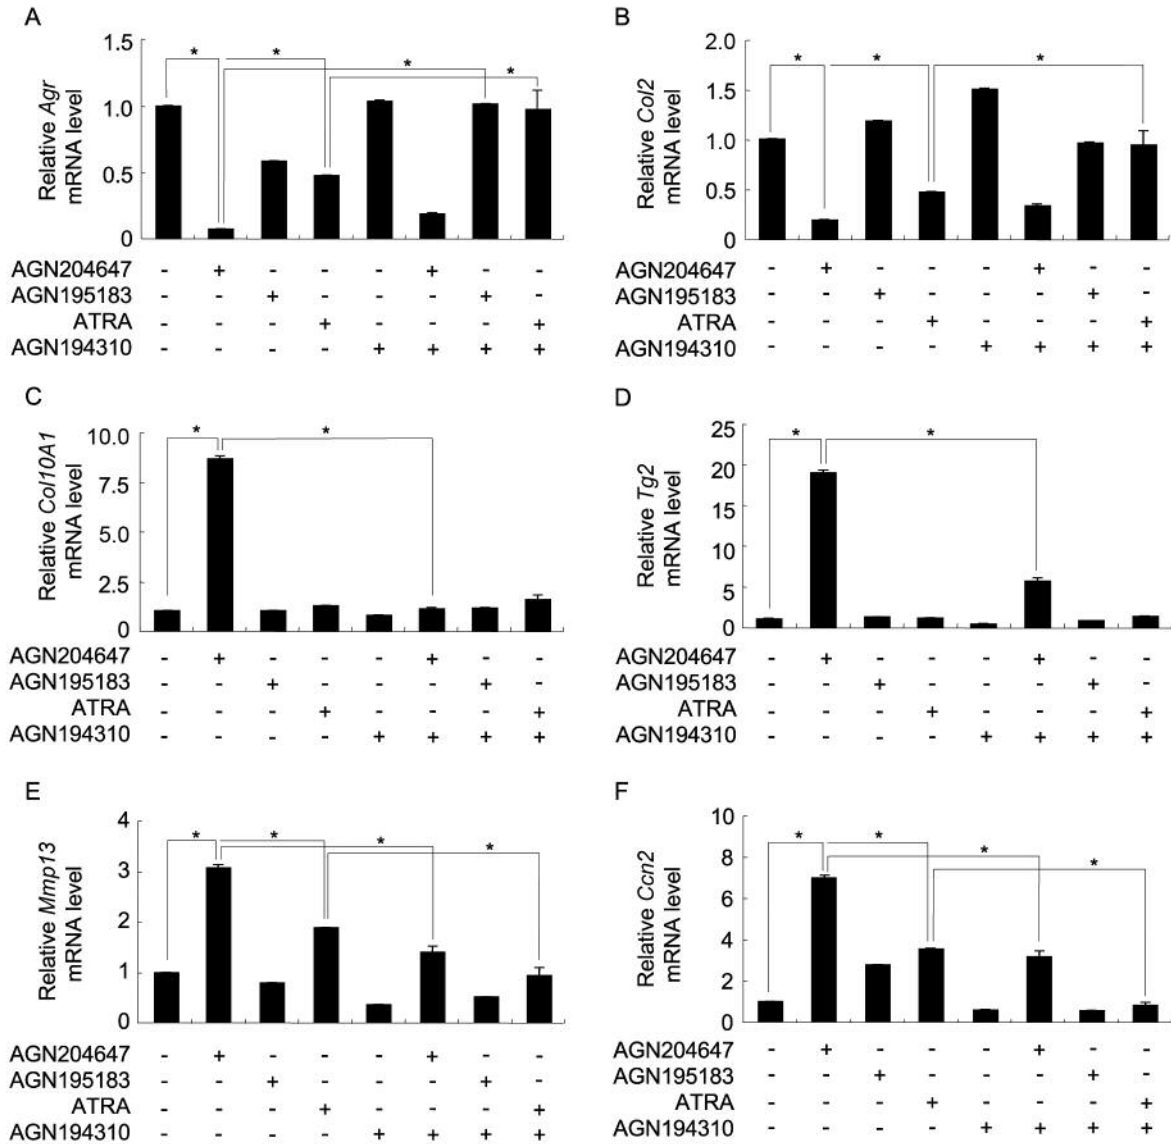 A
Relative Agr
mRNA level
1.5
1.0
0.5
0
* * * *
AGN204647 - + - - - + - -
AGN195183 - - + - - - + -
ATRA - - - + - - - +
AGN194310 - - - - + + + +
B
Relative Col2
mRNA level
2.0
1.5
1.0
0.5
0
* * *
AGN204647 - + - - - + - -
AGN195183 - - + - - - + -
ATRA - - - + - - - +
AGN194310 - - - - + + + +
C
Relative Col10A1
mRNA level
10.0
7.5
5.0
2.5
0
* *
AGN204647 - + - - - + - -
AGN195183 - - + - - - + -
ATRA - - - + - - - +
AGN194310 - - - - + + + +
D
Relative Tg2
mRNA level
25
20
15
10
5
0
* *
AGN204647 - + - - - + - -
AGN195183 - - + - - - + -
ATRA - - - + - - - +
AGN194310 - - - - + + + +
E
Relative Mmp13
mRNA level
4
3
2
1
0
* * * *
AGN204647 - + - - - + - -
AGN195183 - - + - - - + -
ATRA - - - + - - - +
AGN194310 - - - - + + + +
F
Relative Ccn2
mRNA level
10
8
6
4
2
0
* * * *
AGN204647 - + - - - + - -
AGN195183 - - + - - - + -
ATRA - - - + - - - +
AGN194310 - - - - + + + +